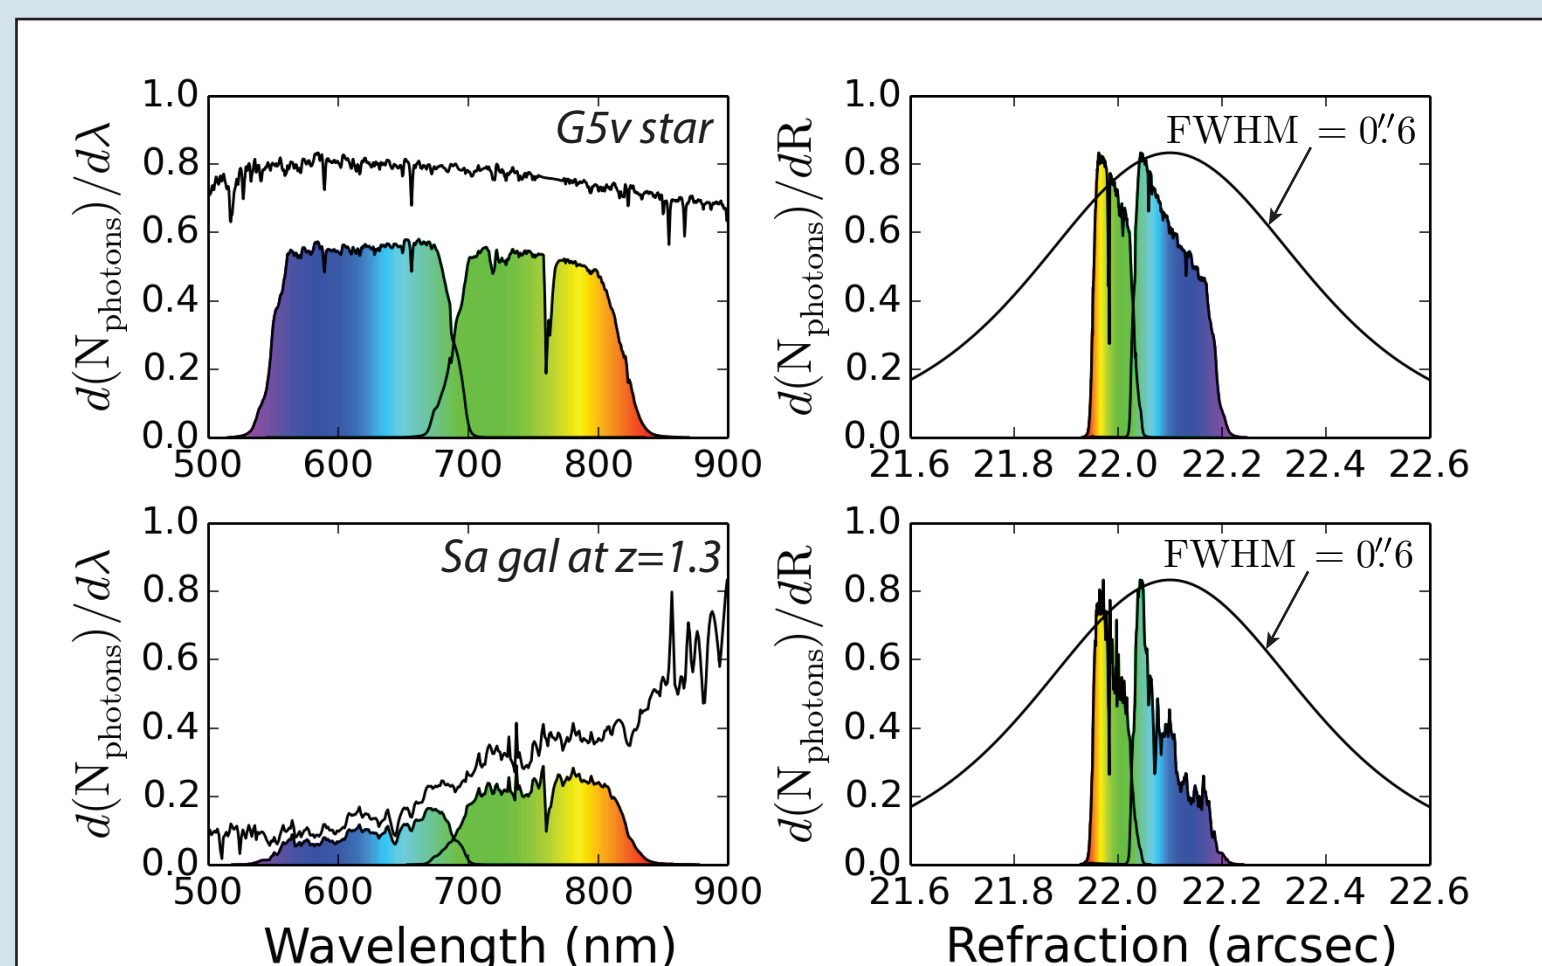 1.0
0.8
0.6
0.4
0.2
0.0
d(Nphotons)/dλ
G5v star
500 600 700 800 900
1.0
0.8
0.6
0.4
0.2
0.0
d(Nphotons)/dR
FWHM = 0.″6
21.6 21.8 22.0 22.2 22.4 22.6
1.0
0.8
0.6
0.4
0.2
0.0
d(Nphotons)/dλ
Sa gal at z=1.3
500 600 700 800 900
Wavelength (nm)
1.0
0.8
0.6
0.4
0.2
0.0
d(Nphotons)/dR
FWHM = 0.″6
21.6 21.8 22.0 22.2 22.4 22.6
Refraction (arcsec)